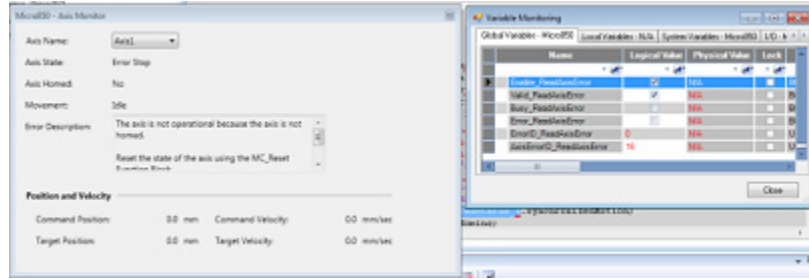 Micro850 - Axis Monitor
Axis Name: Axis1
Axis State: Error Stop
Axis Homed: No
Movement: Idle
Error Description: The axis is not operational because the axis is not
homed.
Reset the state of the axis using the MC_Reset
Function Block
Position and Velocity
Command Position: 0.0 mm Command Velocity: 0.0 mm/sec
Target Position: 0.0 mm Target Velocity: 0.0 mm/sec
Variable Monitoring
Global Variables - Micro850 Local Variables - N/A System Variables - Micro850 I/O - M
Name Logical Value Physical Value Lock
Enable_ReadAxisError N/A
Valid_ReadAxisError N/A
Busy_ReadAxisError N/A
Error_ReadAxisError N/A
ErrorID_ReadAxisError 0 N/A
AxisErrorID_ReadAxisError 16 N/A
Close